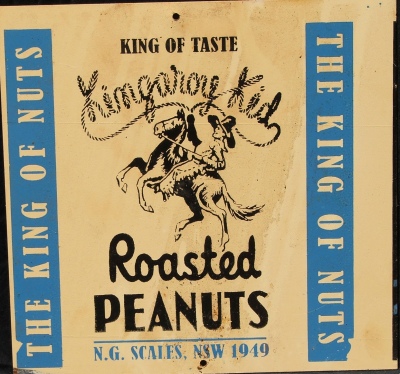 KING OF TASTE
Kingaroy Kid
Roasted
PEANUTS
N.G. SCALES, NSW 1949
THE KING OF NUTS
THE KING OF NUTS